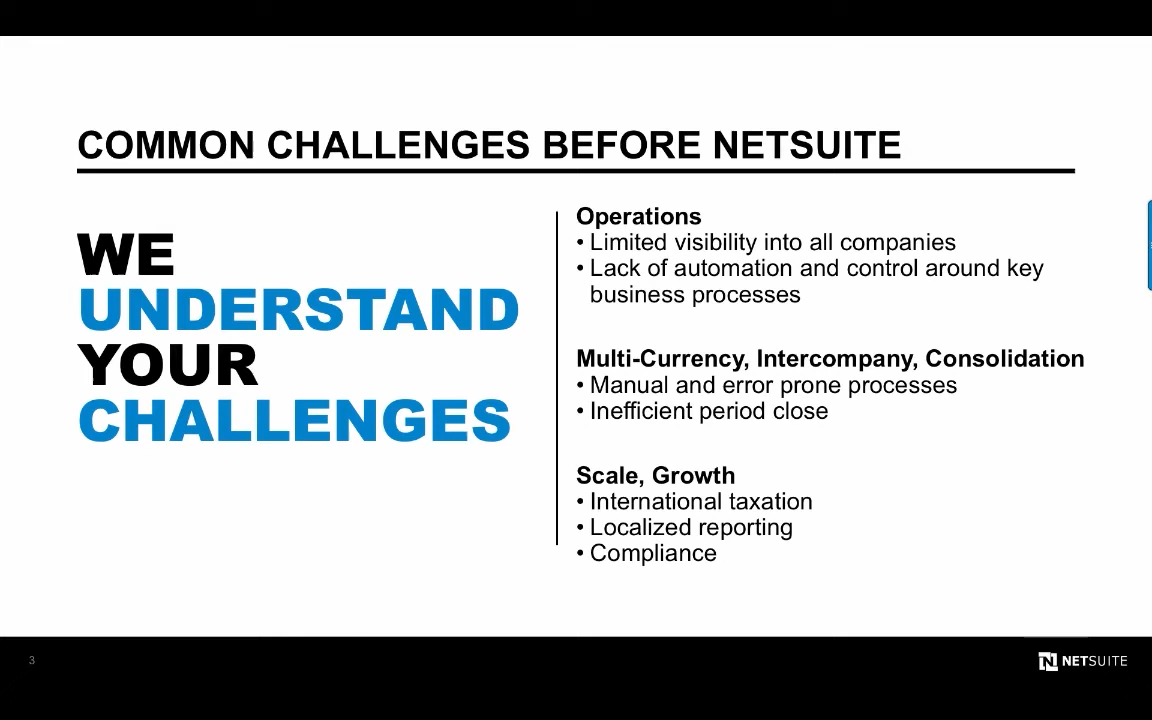 COMMON CHALLENGES BEFORE NETSUITE
WE
UNDERSTAND
YOUR
CHALLENGES
Operations
• Limited visibility into all companies
• Lack of automation and control around key
business processes
Multi-Currency, Intercompany, Consolidation
• Manual and error prone processes
• Inefficient period close
Scale, Growth
• International taxation
• Localized reporting
• Compliance
3
NETSUITE